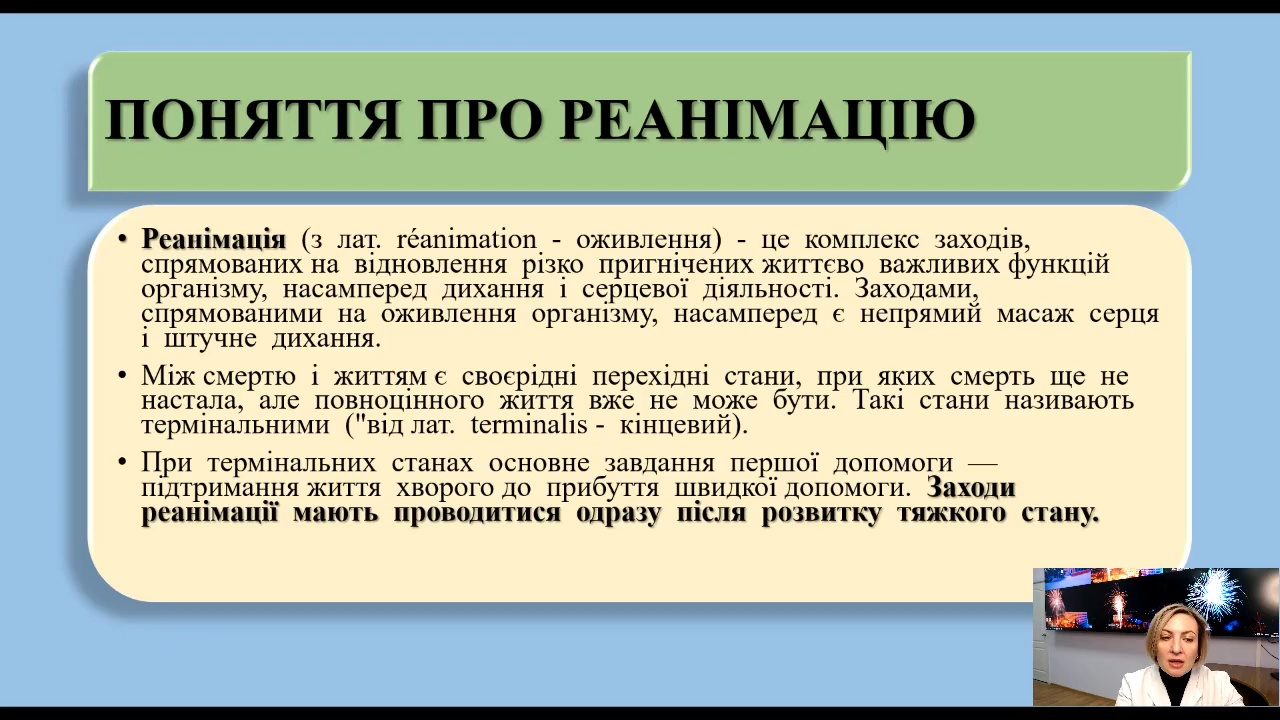 ПОНЯТТЯ ПРО РЕАНІМАЦІЮ
• Реанімація (з лат. réanimation - оживлення) - це комплекс заходів,
спрямованих на відновлення різко пригнічених життєво важливих функцій
організму, насамперед дихання і серцевої діяльності. Заходами,
спрямованими на оживлення організму, насамперед є непрямий масаж серця
і штучне дихання.
• Між смертю і життям є своєрідні перехідні стани, при яких смерть ще не
настала, але повноцінного життя вже не може бути. Такі стани називають
термінальними ("від лат. terminalis - кінцевий).
• При термінальних станах основне завдання першої допомоги —
підтримання життя хворого до прибуття швидкої допомоги. Заходи
реанімації мають проводитися одразу після розвитку тяжкого стану.